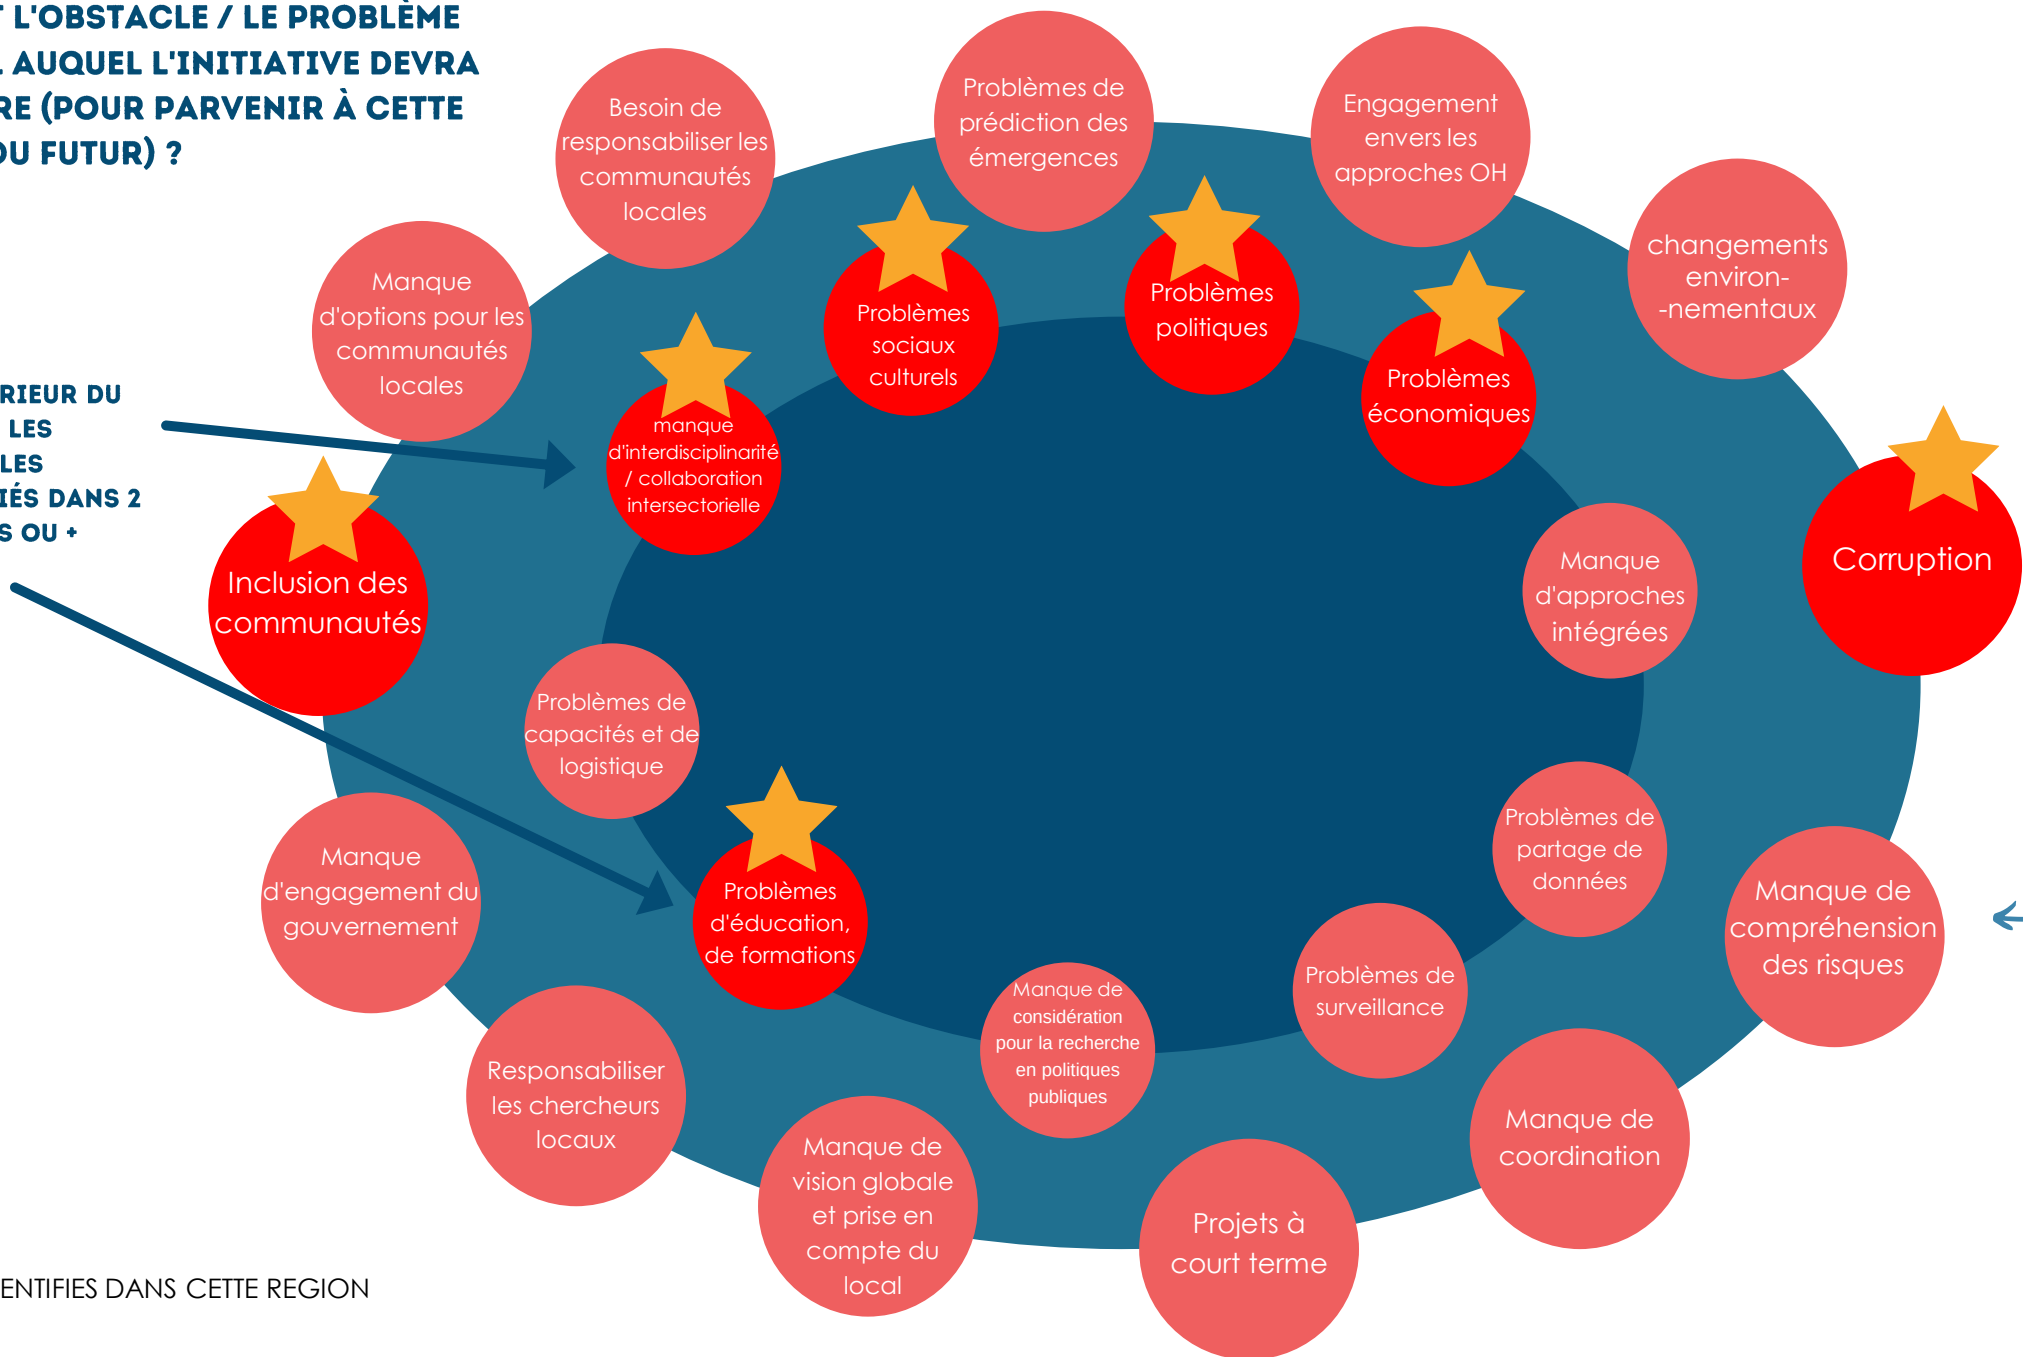 T L'OBSTACLE / LE PROBLÈME
AUQUEL L'INITIATIVE DEVRA
RE (POUR PARVENIR À CETTE
DU FUTUR) ?
Besoin de
responsabiliser les
communautés
locales
Problèmes de
prédiction des
émergences
Engagement
envers les
approches OH
changements
environ-
-nementaux
Manque
d'options pour les
communautés
locales
Problèmes
sociaux
culturels
Problèmes
politiques
Problèmes
économiques
RIEUR DU
LES
LES
IÉS DANS 2
S OU +
manque
d'interdisciplinarité
/ collaboration
intersectorielle
Inclusion des
communautés
Corruption
Manque
d'approches
intégrées
Problèmes de
capacités et de
logistique
Problèmes de
partage de
données
Manque
d'engagement du
gouvernement
Problèmes
d'éducation,
de formations
Manque de
compréhension
des risques
Problèmes de
surveillance
Manque de
considération
pour la recherche
en politiques
publiques
Responsabiliser
les chercheurs
locaux
Manque de
coordination
Manque de
vision globale
et prise en
compte du
local
Projets à
court terme
ENTIFIES DANS CETTE REGION